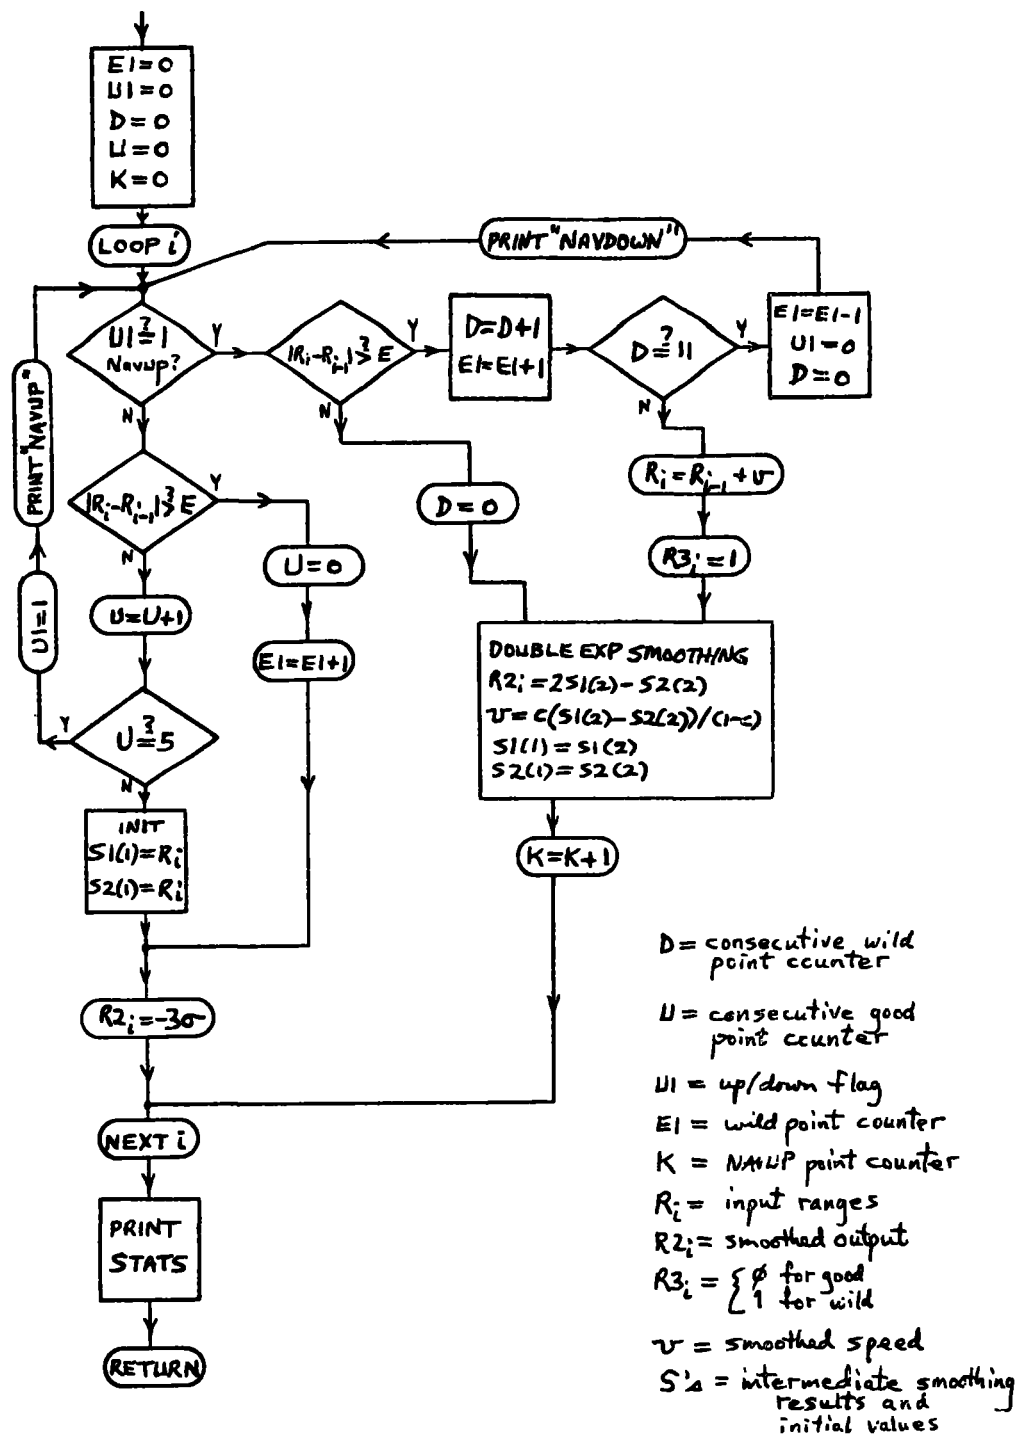 E1=0
U1=0
D=0
U=0
K=0
LOOP i
PRINT "NAVDOWN"
U1≟1
Navup?
Y
N
|Ri-Ri-1|>?E
Y
N
D=D+1
E1=E1+1
D≟11
Y
N
E1=E1-1
U1=0
D=0
PRINT "NAVUP"
U1=1
|Ri-Ri-1|>?E
Y
N
D=0
Ri=Ri-1+v
R3i=1
U=0
U=U+1
E1=E1+1
U≟5
Y
N
DOUBLE EXP SMOOTHING
R2i=2S1(2)-S2(2)
v=c(S1(2)-S2(2))/(1-c)
S1(1)=S1(2)
S2(1)=S2(2)
INIT
S1(1)=Ri
S2(1)=Ri
K=K+1
R2i=-3σ
NEXT i
PRINT
STATS
RETURN
D = consecutive wild
point counter
U = consecutive good
point counter
U1 = up/down flag
E1 = wild point counter
K = NAVUP point counter
Ri = input ranges
R2i = smoothed output
R3i = { ∅ for good
1 for wild
v = smoothed speed
S's = intermediate smoothing
results and
initial values